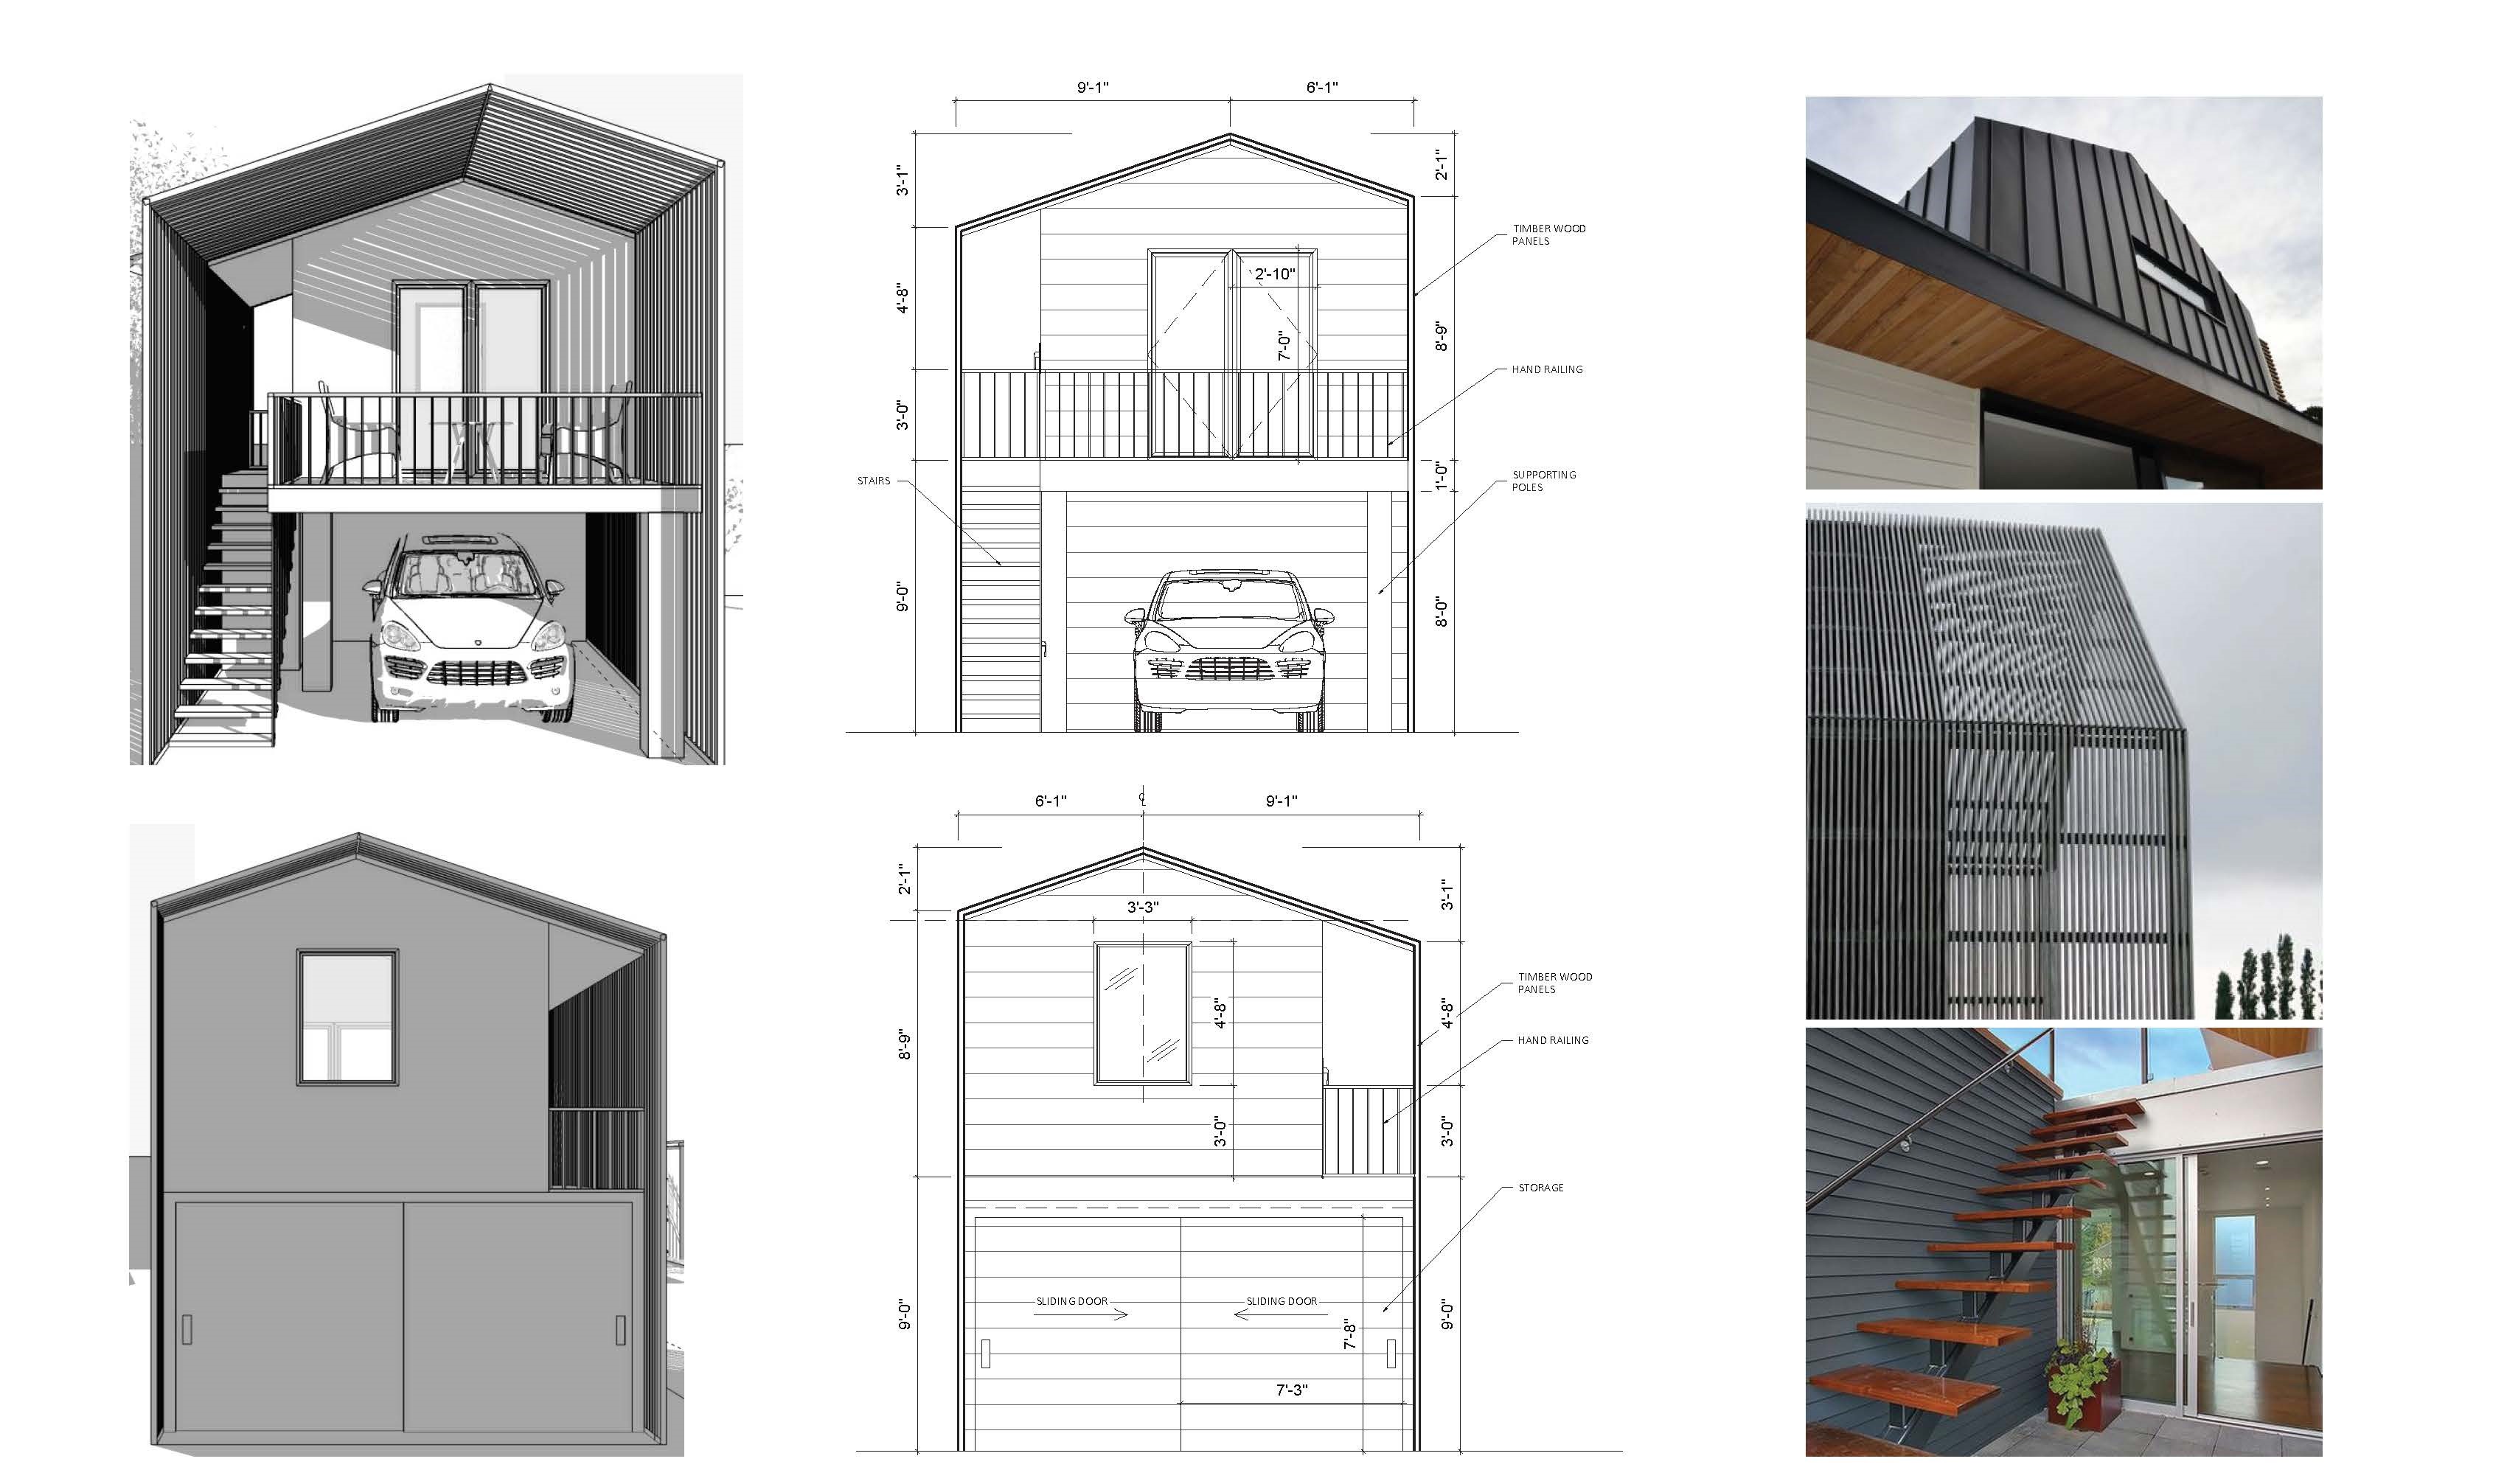 9'-1"
6'-1"
3'-1"
2'-1"
TIMBER WOOD
PANELS
2'-10"
4'-8"
7'-0"
8'-9"
HAND RAILING
3'-0"
STAIRS
1'-0"
SUPPORTING
POLES
9'-0"
8'-0"
6'-1"
℄
9'-1"
2'-1"
3'-1"
3'-3"
TIMBER WOOD
PANELS
4'-8"
4'-8"
8'-9"
HAND RAILING
3'-0"
3'-0"
STORAGE
SLIDING DOOR
SLIDING DOOR
9'-0"
7'-8"
9'-0"
7'-3"